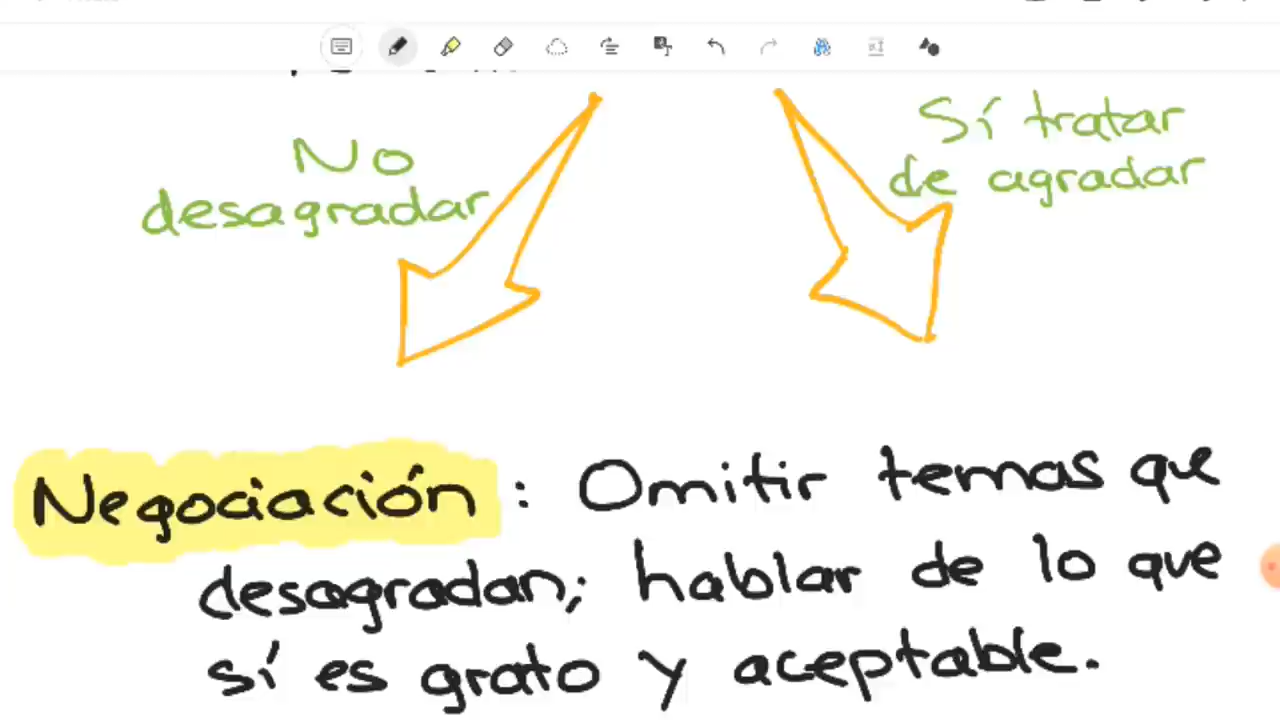 No
desagradar
Sí tratar
de agradar
Negociación: Omitir temas que
desagradan; hablar de lo que
sí es grato y aceptable.